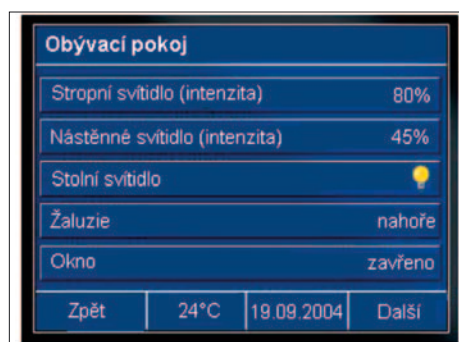 Obývací pokoj
Stropní svítidlo (intenzita) 80%
Nástěnné svítidlo (intenzita) 45%
Stolní svítidlo
Žaluzie nahoře
Okno zavřeno
Zpět 24°C 19.09.2004 Další